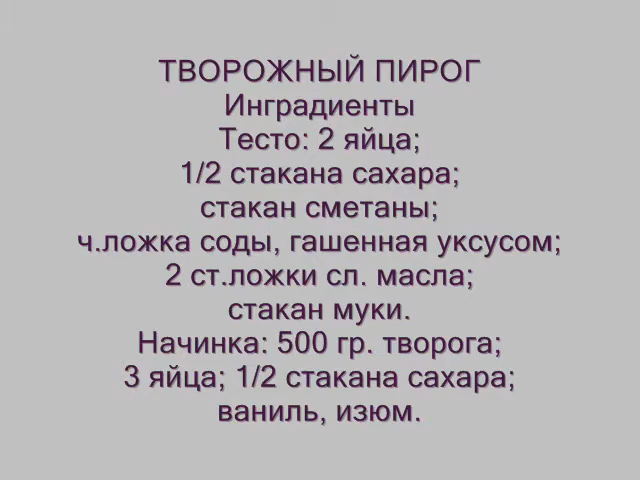 ТВОРОЖНЫЙ ПИРОГ
Инградиенты
Тесто: 2 яйца;
1/2 стакана сахара;
стакан сметаны;
ч.ложка соды, гашенная уксусом;
2 ст.ложки сл. масла;
стакан муки.
Начинка: 500 гр. творога;
3 яйца; 1/2 стакана сахара;
ваниль, изюм.